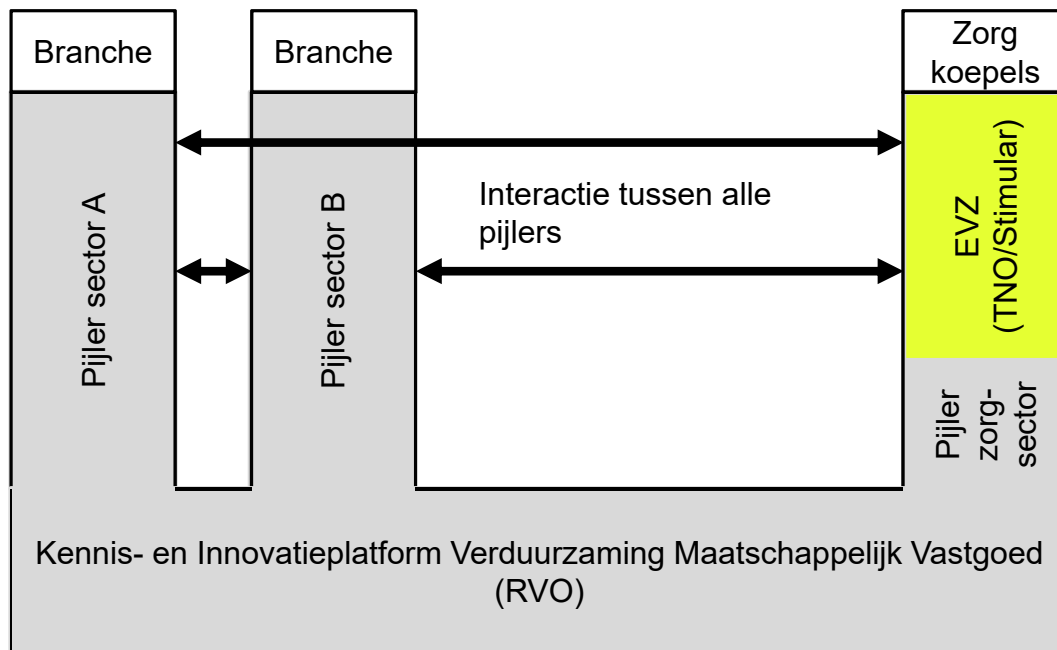 Branche
Branche
Zorg
koepels
Pijler sector A
Pijler sector B
Interactie tussen alle
pijlers
EVZ
(TNO/Stimular)
Pijler
zorg-
sector
Kennis- en Innovatieplatform Verduurzaming Maatschappelijk Vastgoed
(RVO)